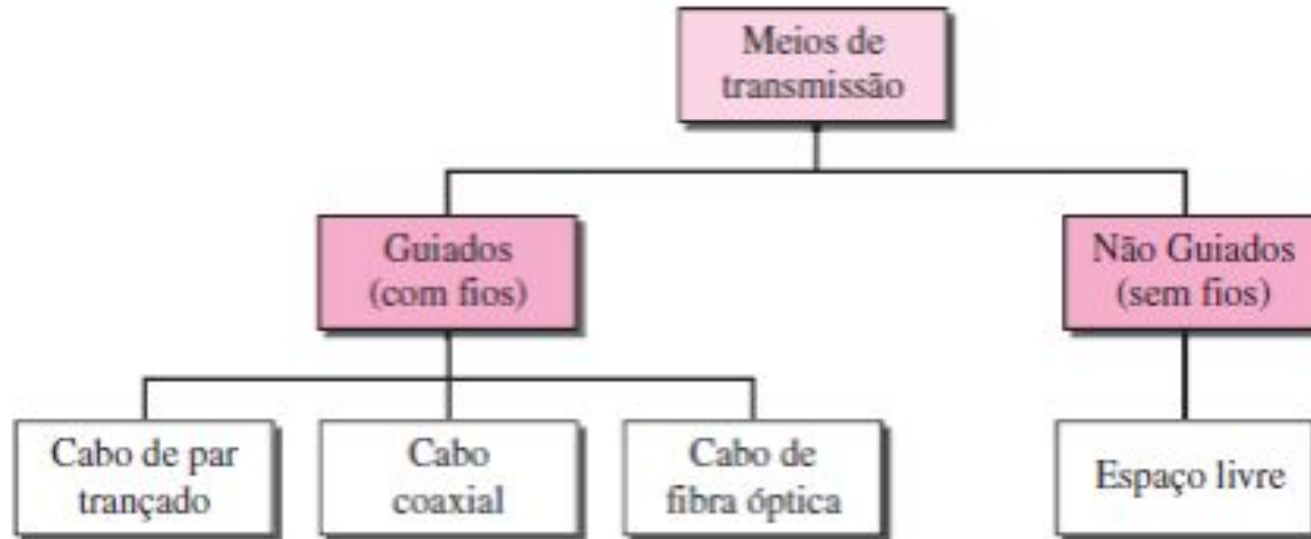 Meios de
transmissão
Guiados
(com fios)
Não Guiados
(sem fios)
Cabo de par
trançado
Cabo
coaxial
Cabo de
fibra óptica
Espaço livre